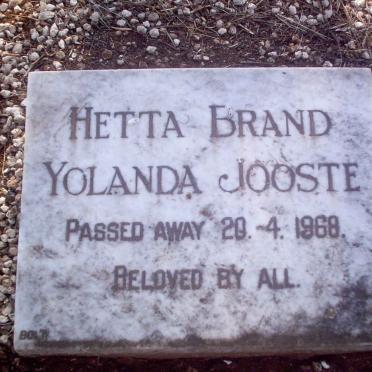 HETTA BRAND
YOLANDA JOOSTE
PASSED AWAY 20.-4. 1968.
BELOVED BY ALL.